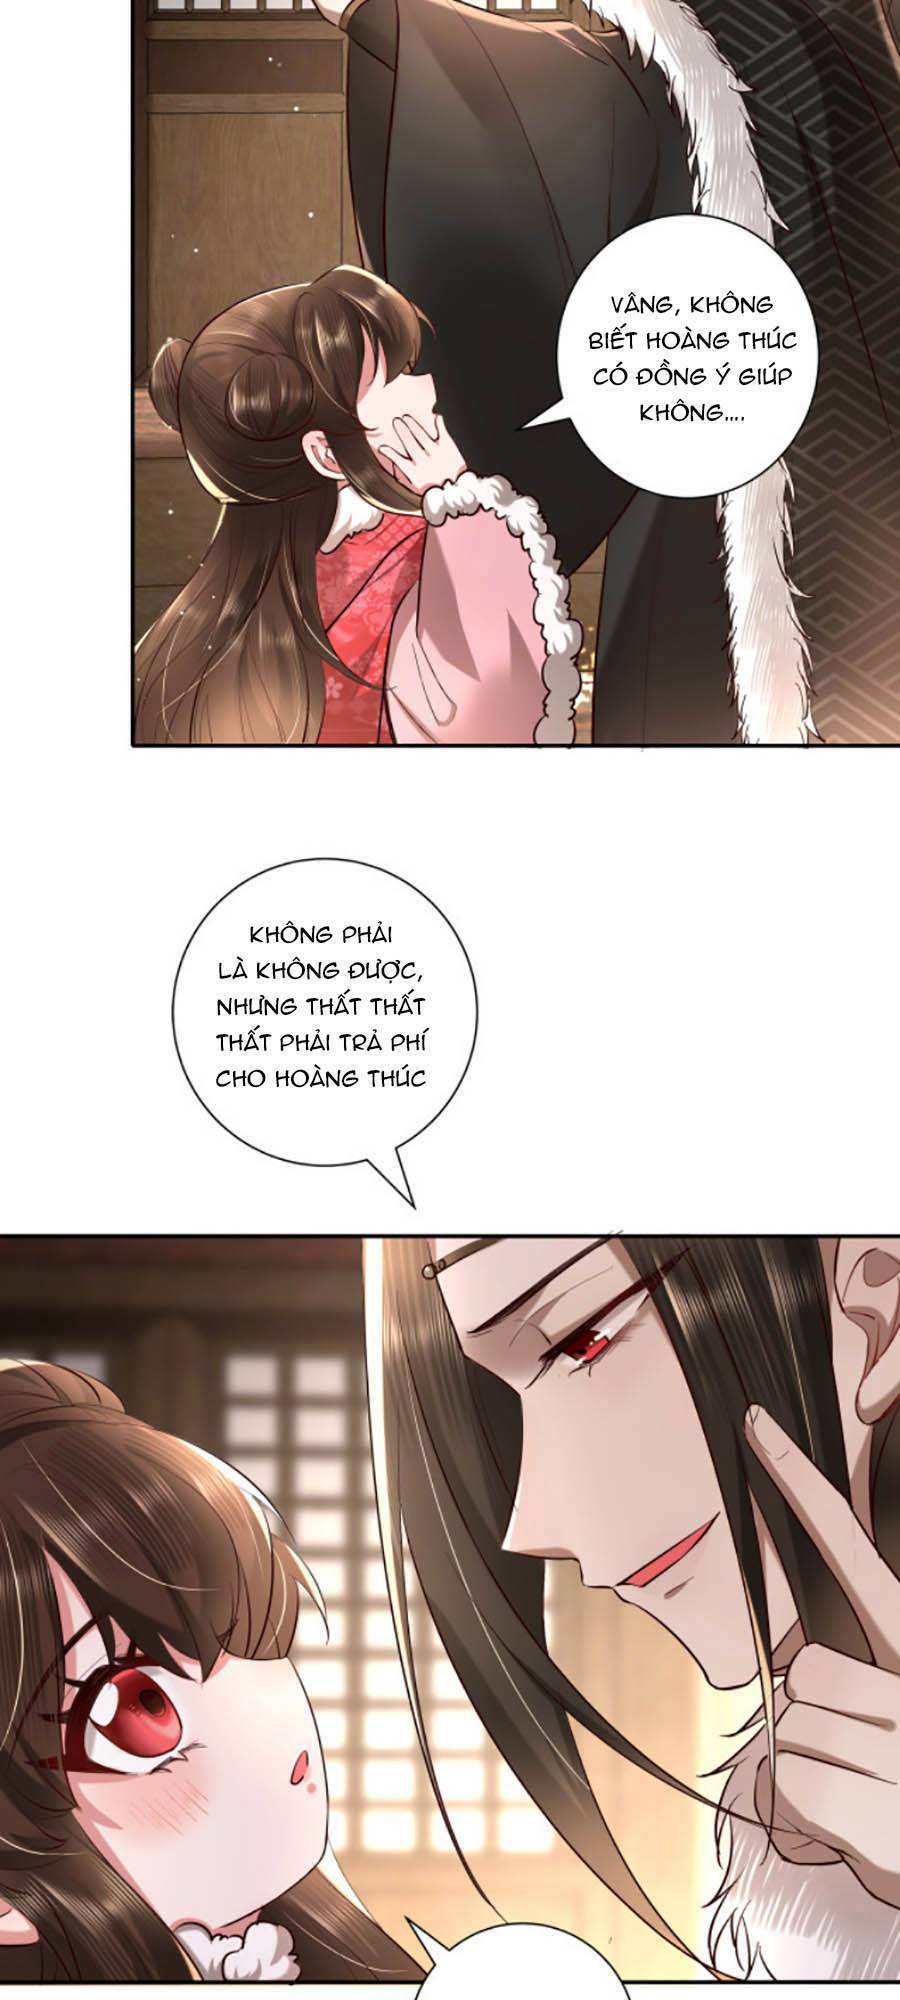 VÂNG, KHÔNG
BIẾT HOÀNG THÚC
CÓ ĐỒNG Ý GIÚP
KHÔNG....
KHÔNG PHẢI
LÀ KHÔNG ĐƯỢC,
NHƯNG THẤT THẤT
THẤT PHẢI TRẢ PHÍ
CHO HOÀNG THÚC